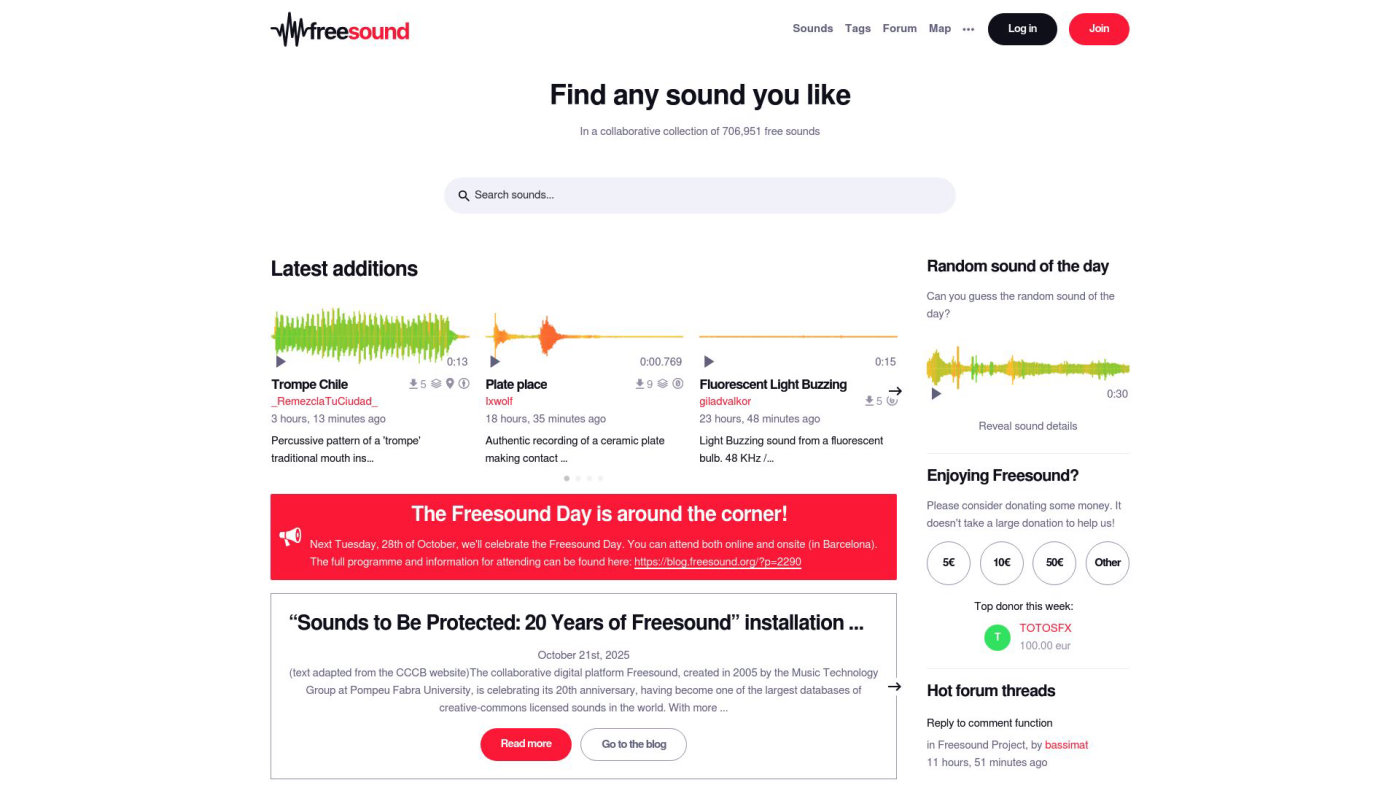 freesound
Sounds Tags Forum Map Log in Join
Find any sound you like
In a collaborative collection of 706,951 free sounds
Search sounds...
Latest additions
0:13
Trompe Chile
5
_RemezclaTuCiudad_
3 hours, 13 minutes ago
Percussive pattern of a 'trompe'
traditional mouth ins...
0:00.769
Plate place
9
lxwolf
18 hours, 35 minutes ago
Authentic recording of a ceramic plate
making contact ...
0:15
Fluorescent Light Buzzing
giladvalkor
5
23 hours, 48 minutes ago
Light Buzzing sound from a fluorescent
bulb. 48 KHz /...
The Freesound Day is around the corner!
Next Tuesday, 28th of October, we'll celebrate the Freesound Day. You can attend both online and onsite (in Barcelona).
The full programme and information for attending can be found here: https://blog.freesound.org/?p=2290
“Sounds to Be Protected: 20 Years of Freesound” installation ...
October 21st, 2025
(text adapted from the CCCB website)The collaborative digital platform Freesound, created in 2005 by the Music Technology
Group at Pompeu Fabra University, is celebrating its 20th anniversary, having become one of the largest databases of
creative-commons licensed sounds in the world. With more ...
Read more
Go to the blog
Random sound of the day
Can you guess the random sound of the
day?
0:30
Reveal sound details
Enjoying Freesound?
Please consider donating some money. It
doesn't take a large donation to help us!
5€ 10€ 50€ Other
Top donor this week:
T
TOTOSFX
100.00 eur
Hot forum threads
Reply to comment function
in Freesound Project, by bassimat
11 hours, 51 minutes ago